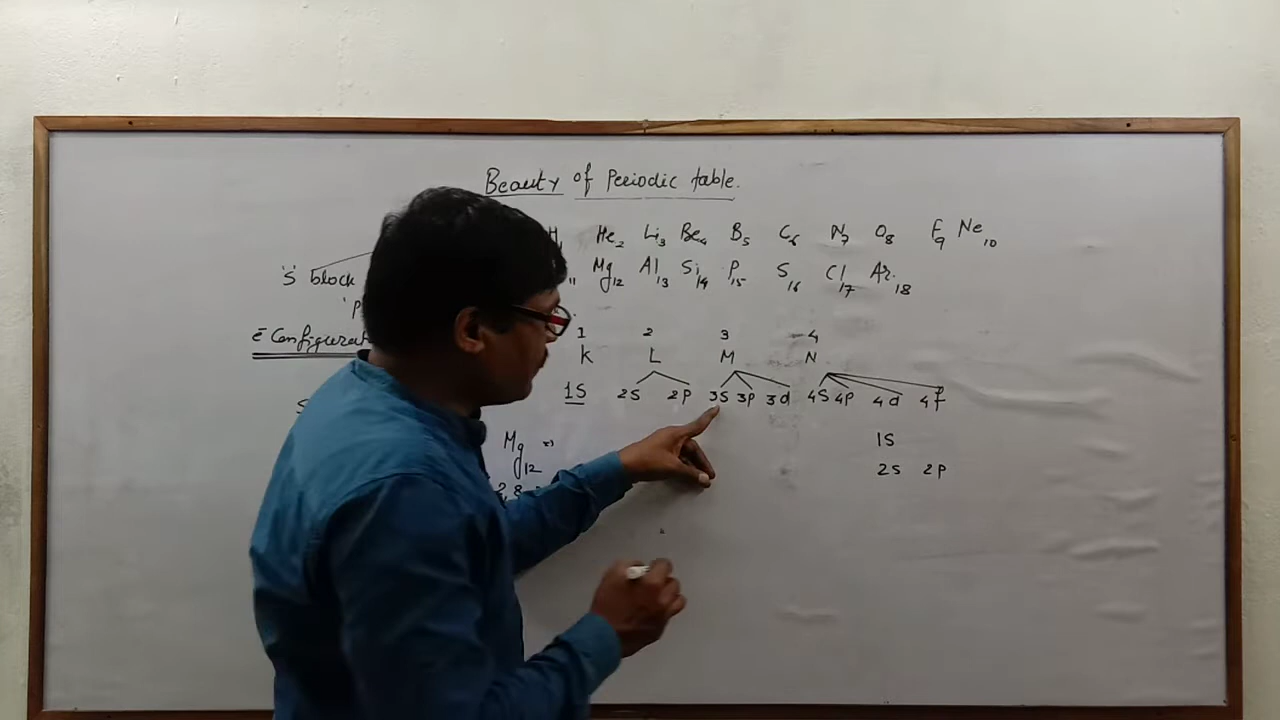 Beauty of Periodic table.
H1 He2 Li3 Be4 B5 C6 N7 O8 F9 Ne10
11 Mg12 Al13 Si14 P15 S16 Cl17 Ar18
's' block
'p
1 2 3 4
ē Configurat
K L M N
1S 2S 2P 3S 3P 3d 4S 4P 4d 4f
Mg12 ⇒
1S
2S 2P
2, 8